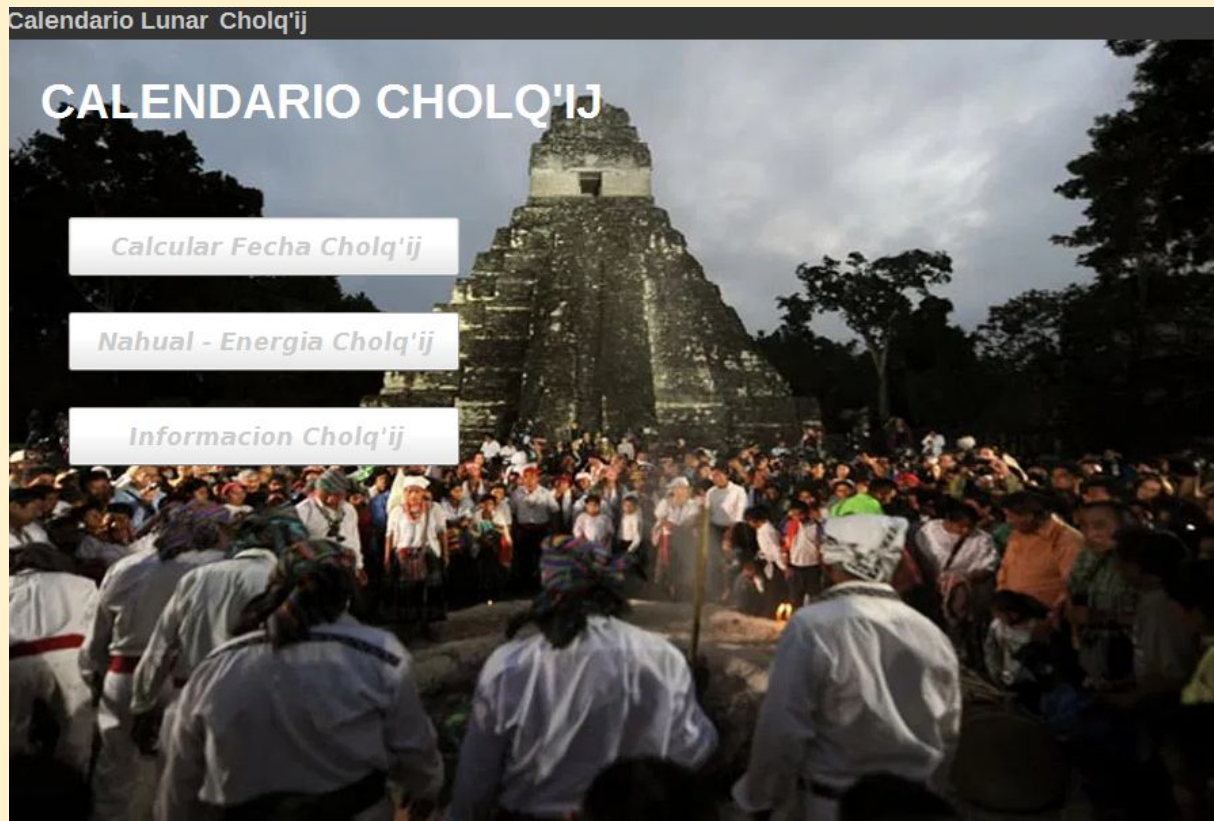 Calendario Lunar Cholq'ij
CALENDARIO CHOLQ'IJ
Calcular Fecha Cholq'ij
Nahual - Energia Cholq'ij
Informacion Cholq'ij